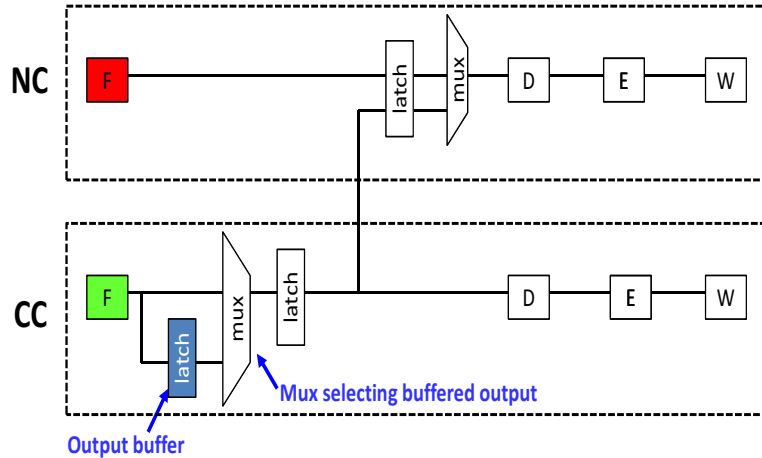 NC
F
latch
mux
D
E
W
CC
F
latch
mux
latch
D
E
W
Mux selecting buffered output
Output buffer